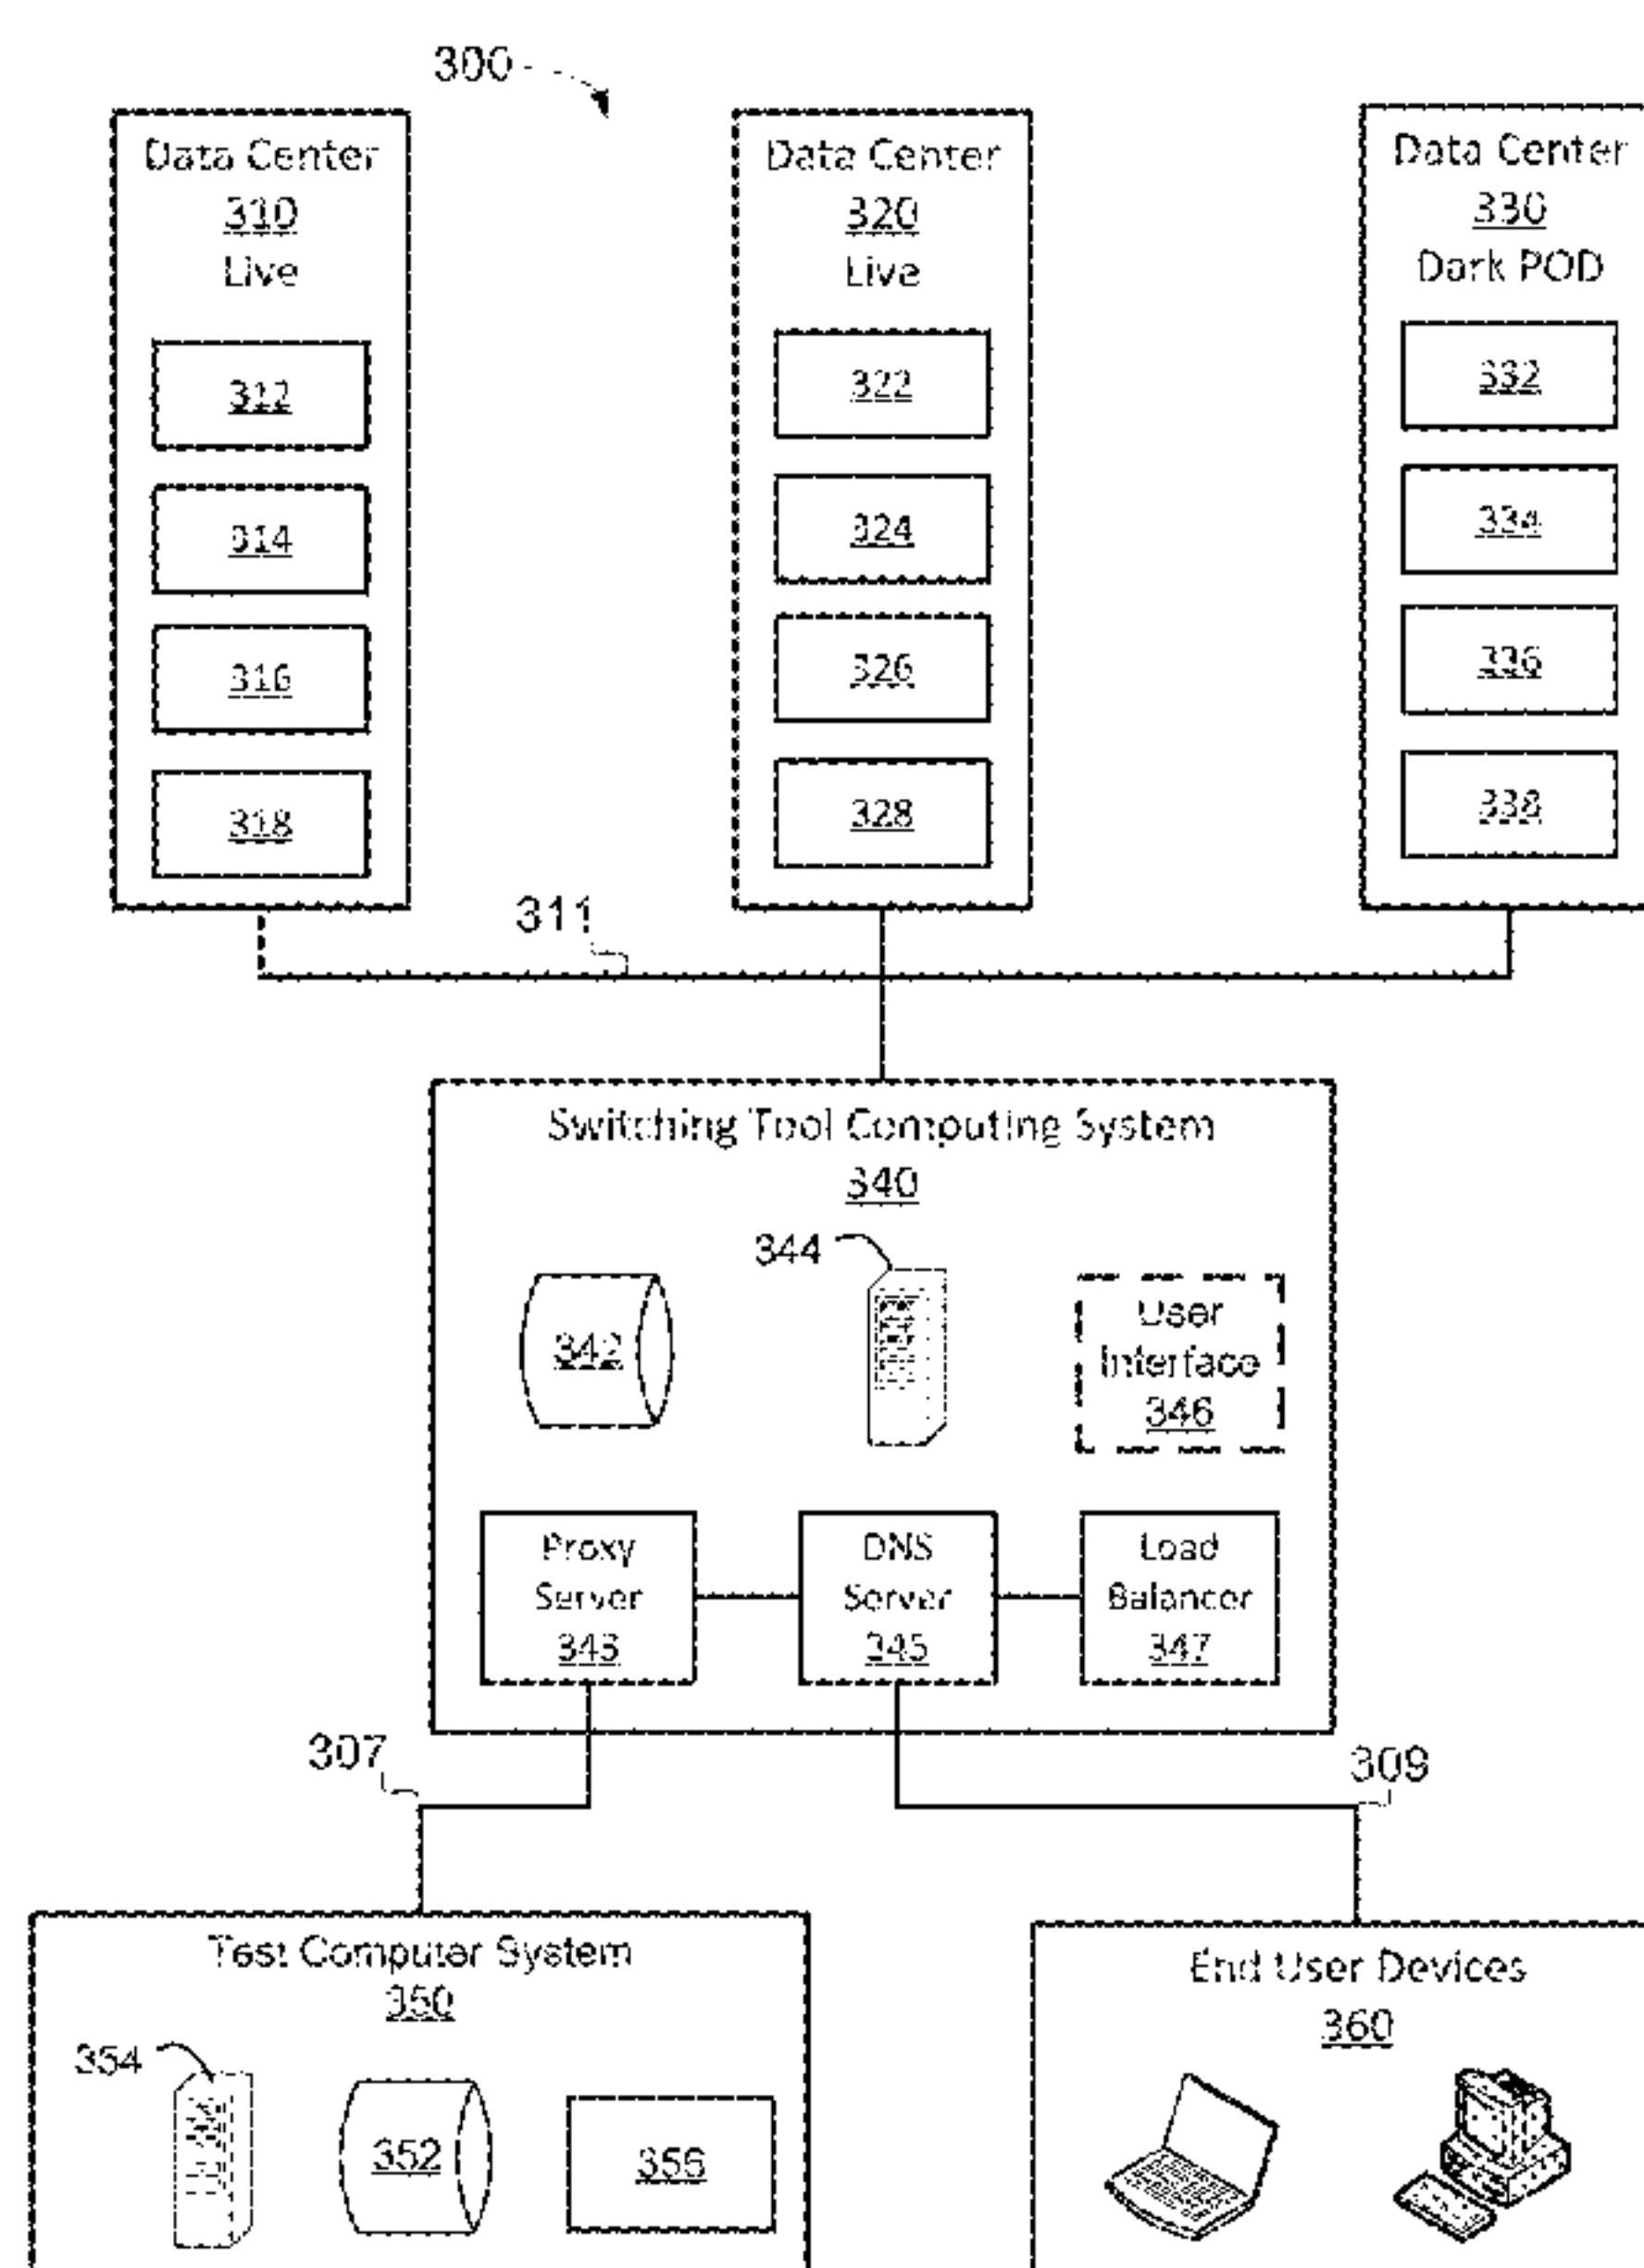 300
Data Center
310
Live
312
314
316
318
Data Center
320
Live
322
324
326
328
Data Center
330
Dark POD
332
334
336
338
311
Switching Tool Computing System
340
342
344
User
Interface
346
Proxy
Server
343
DNS
Server
345
Load
Balancer
347
307
309
Test Computer System
350
354
352
356
End User Devices
360